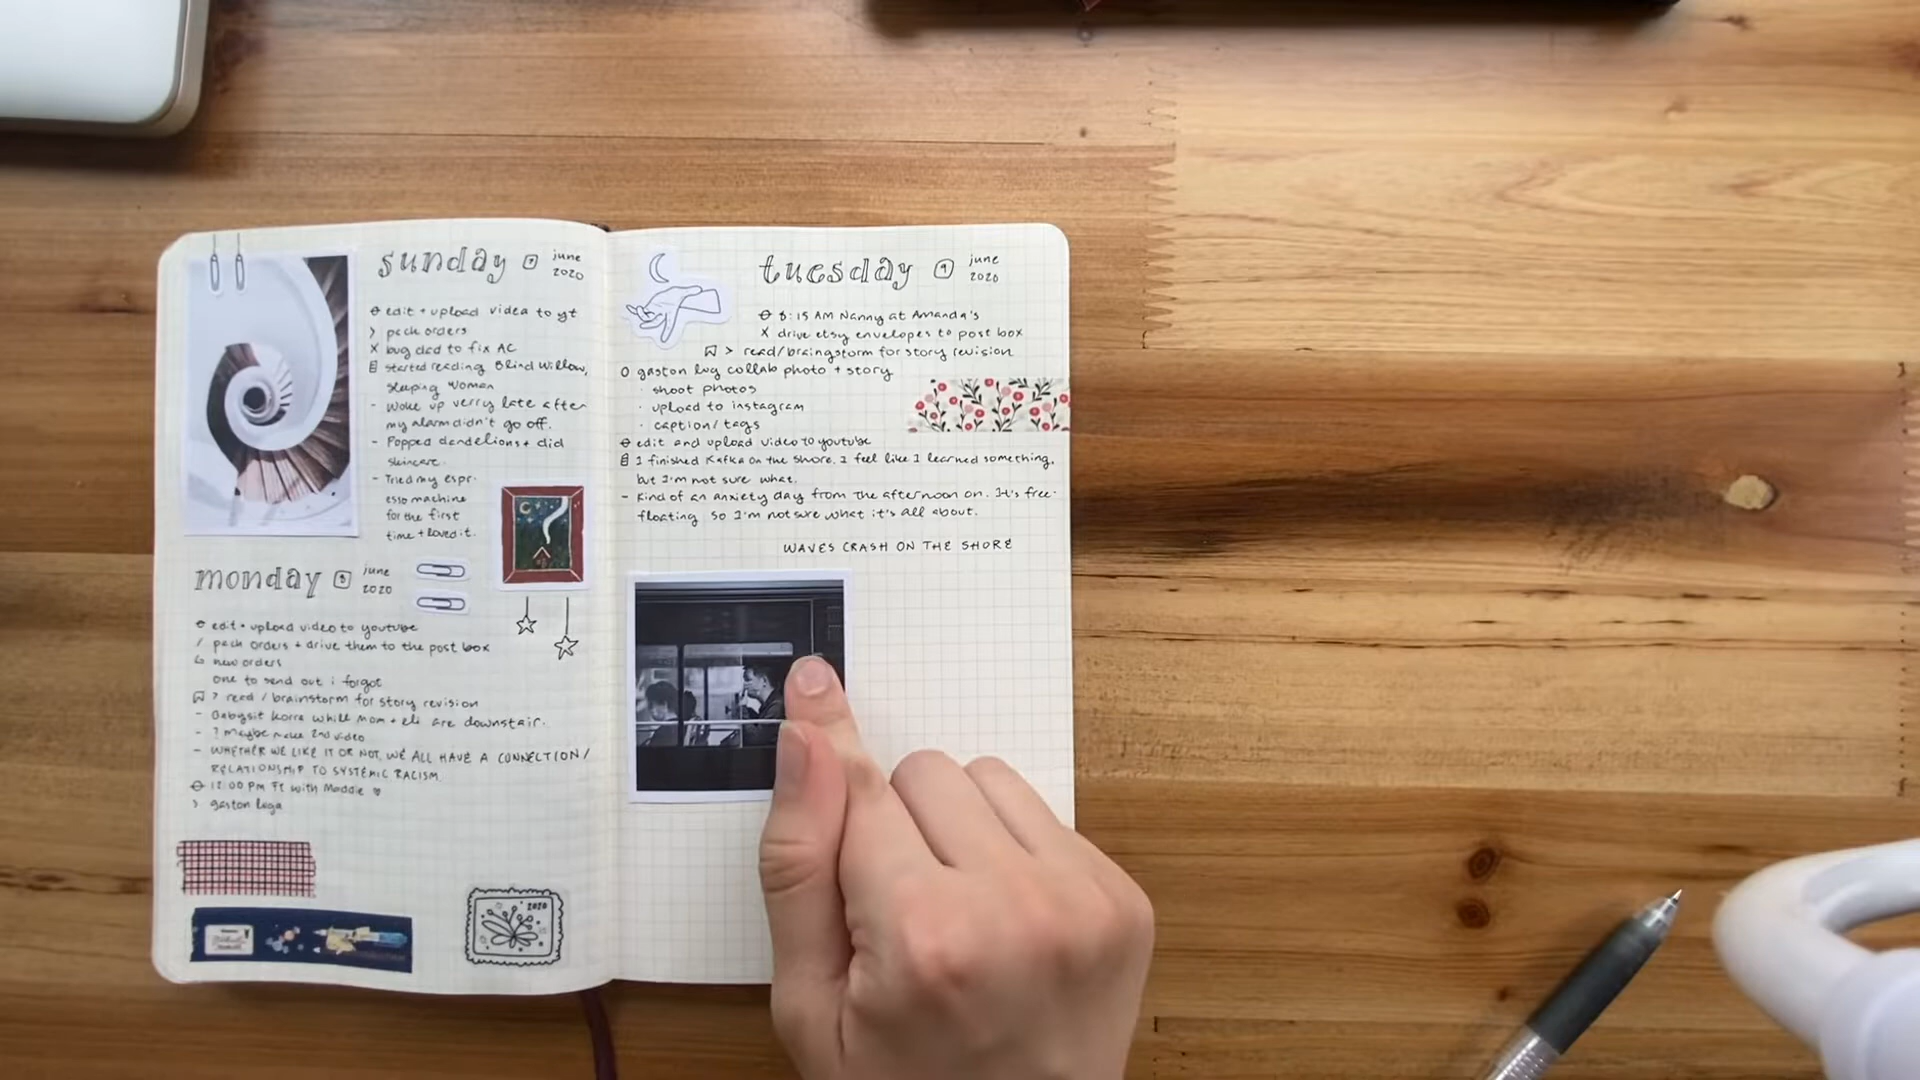 sunday 7 june
2020
edit + upload video to yt
> pack orders
x bug dad to fix AC
started reading Blind Willow,
sleeping woman
- Woke up verry late after
my alarm didn't go off.
- Popped dandelions + did
skincare.
- Tried my espr-
esso machine
for the first
time + loved it.
monday 8 june
2020
edit + upload video to youtube
/ pack orders + drive them to the post box
new orders
one to send out i forgot
> read / brainstorm for story revision
- Babysit Korra while mom + eli are downstair.
- ? maybe make 2nd video
- WHETHER WE LIKE IT OR NOT, WE ALL HAVE A CONNECTION/
RELATIONSHIP TO SYSTEMIC RACISM.
12:00 PM FT with Maddie ♥
> gaston luga
2020
tuesday 9 june
2020
8:15 AM Nanny at Amanda's
x drive etsy envelopes to post box
> read/braingstorm for story revision
O gaston lug collab photo + story
· shoot photos
· upload to instagram
· caption/tags
edit and upload video to youtube
I finished Kafka on the Shore. I feel like I learned something,
but I'm not sure what.
- Kind of an anxiety day from the afternoon on. It's free-
floating so I'm not sure what it's all about.
WAVES CRASH ON THE SHORE